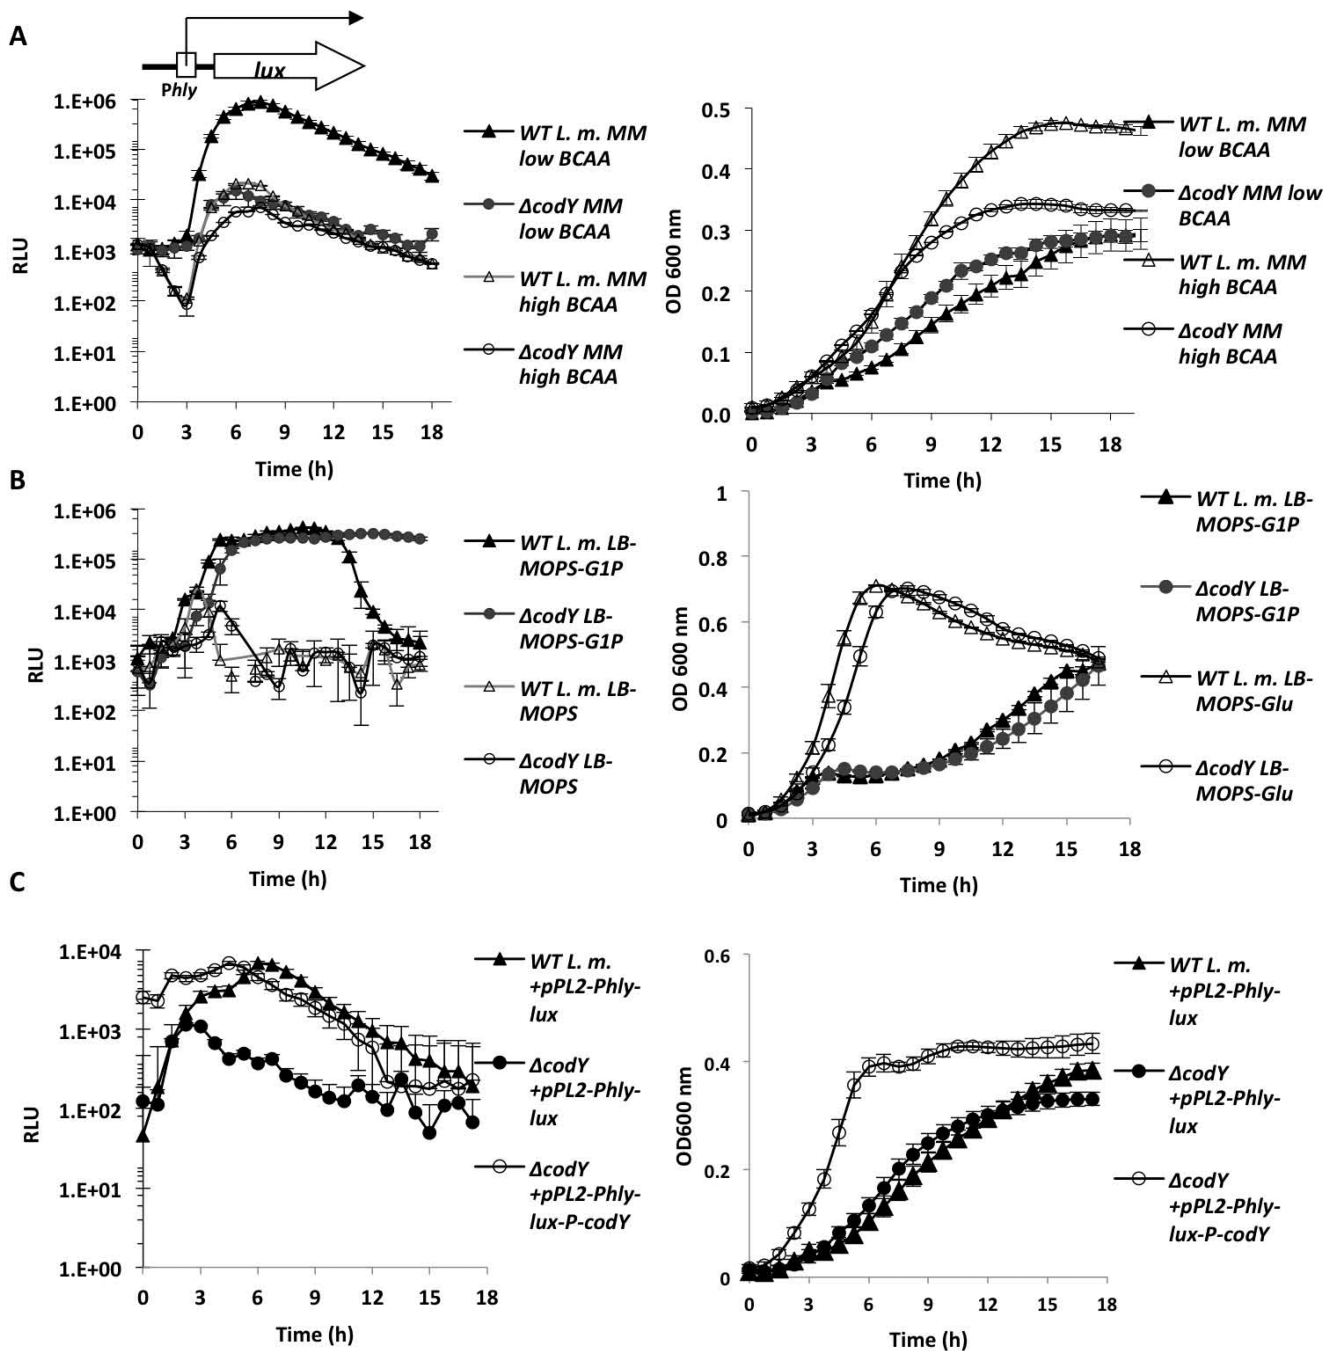 A
lux
Phly
1.E+06
1.E+05
1.E+04
1.E+03
1.E+02
1.E+01
1.E+00
RLU
0 3 6 9 12 15 18
Time (h)
WT L. m. MM
low BCAA
ΔcodY MM
low BCAA
WT L. m. MM
high BCAA
ΔcodY MM
high BCAA
0.5
0.4
0.3
0.2
0.1
0.0
OD 600 nm
0 3 6 9 12 15 18
Time (h)
WT L. m. MM
low BCAA
ΔcodY MM low
BCAA
WT L. m. MM
high BCAA
ΔcodY MM
high BCAA
B
1.E+06
1.E+05
1.E+04
1.E+03
1.E+02
1.E+01
1.E+00
RLU
0 3 6 9 12 15 18
Time (h)
WT L. m. LB-
MOPS-G1P
ΔcodY LB-
MOPS-G1P
WT L. m. LB-
MOPS
ΔcodY LB-
MOPS
1
0.8
0.6
0.4
0.2
0
OD 600 nm
0 3 6 9 12 15 18
Time (h)
WT L. m. LB-
MOPS-G1P
ΔcodY LB-
MOPS-G1P
WT L. m. LB-
MOPS-Glu
ΔcodY LB-
MOPS-Glu
C
1.E+04
1.E+03
1.E+02
1.E+01
1.E+00
RLU
0 3 6 9 12 15 18
Time (h)
WT L. m.
+pPL2-Phly-
lux
ΔcodY
+pPL2-Phly-
lux
ΔcodY
+pPL2-Phly-
lux-P-codY
0.6
0.4
0.2
0
OD600 nm
0 3 6 9 12 15 18
Time (h)
WT L. m.
+pPL2-Phly-
lux
ΔcodY
+pPL2-Phly-
lux
ΔcodY
+pPL2-Phly-
lux-P-codY